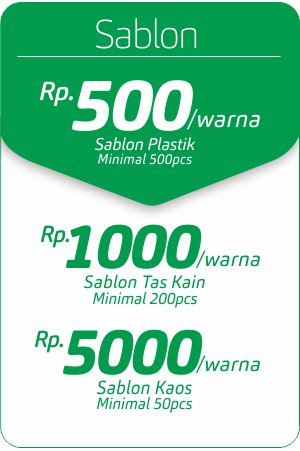 Sablon
Rp.500/warna
Sablon Plastik
Minimal 500pcs
Rp.1000/warna
Sablon Tas Kain
Minimal 200pcs
Rp.5000/warna
Sablon Kaos
Minimal 50pcs